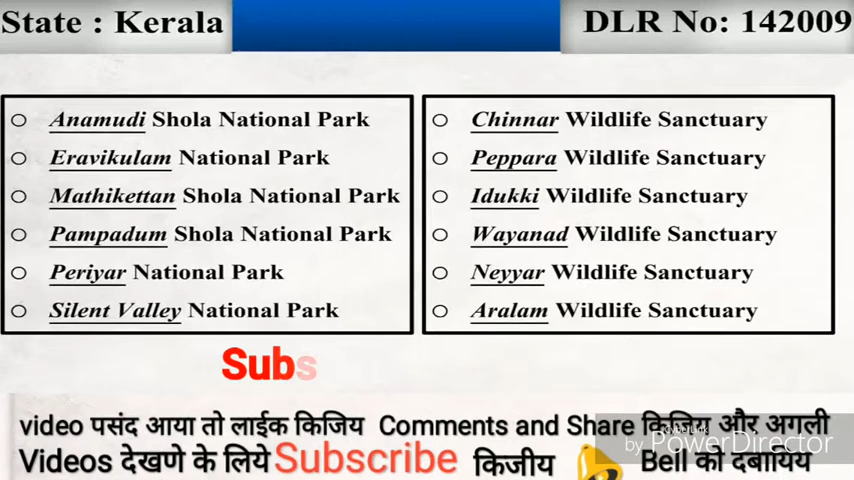 State : Kerala
DLR No: 142009
Anamudi Shola National Park
Eravikulam National Park
Mathikettan Shola National Park
Pampadum Shola National Park
Periyar National Park
Silent Valley National Park
Chinnar Wildlife Sanctuary
Peppara Wildlife Sanctuary
Idukki Wildlife Sanctuary
Wayanad Wildlife Sanctuary
Neyyar Wildlife Sanctuary
Aralam Wildlife Sanctuary
Subs
video पसंद आया तो लाईक किजिय Comments and Share किजिय और अगली
Videos देखणे के लिये Subscribe किजीय Bell को दबायिय
CyberLink
by PowerDirector